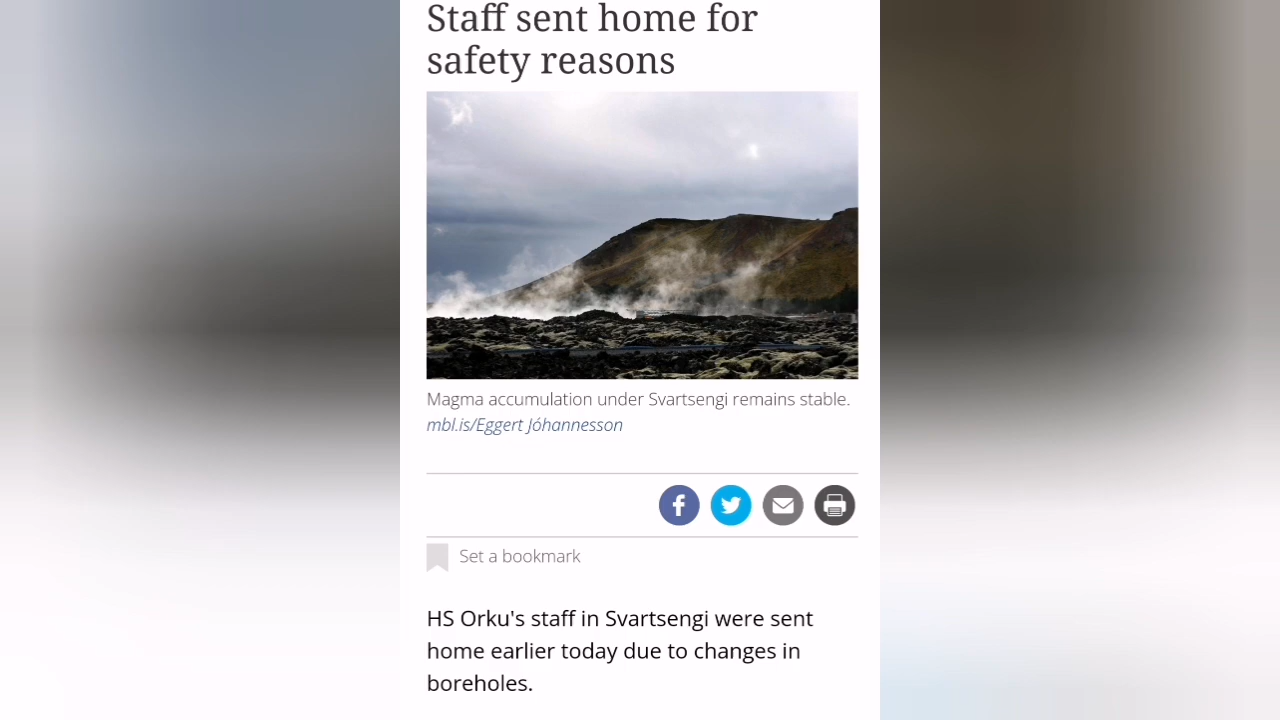 Staff sent home for
safety reasons
Magma accumulation under Svartsengi remains stable.
mbl.is/Eggert Jóhannesson
Set a bookmark
HS Orku's staff in Svartsengi were sent
home earlier today due to changes in
boreholes.